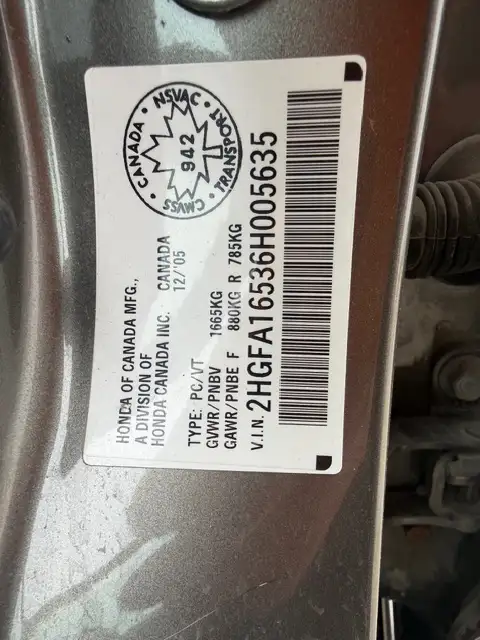 HONDA OF CANADA MFG.,
A DIVISION OF
HONDA CANADA INC. CANADA
12/'05
TYPE: PC/VT
GVWR/PNBV 1665KG
GAWR/PNBE F 880KG R 785KG
V.I.N. 2HGFA16536H005635
CANADA • NSVAC • TRANSPORT • CMVSS •
942